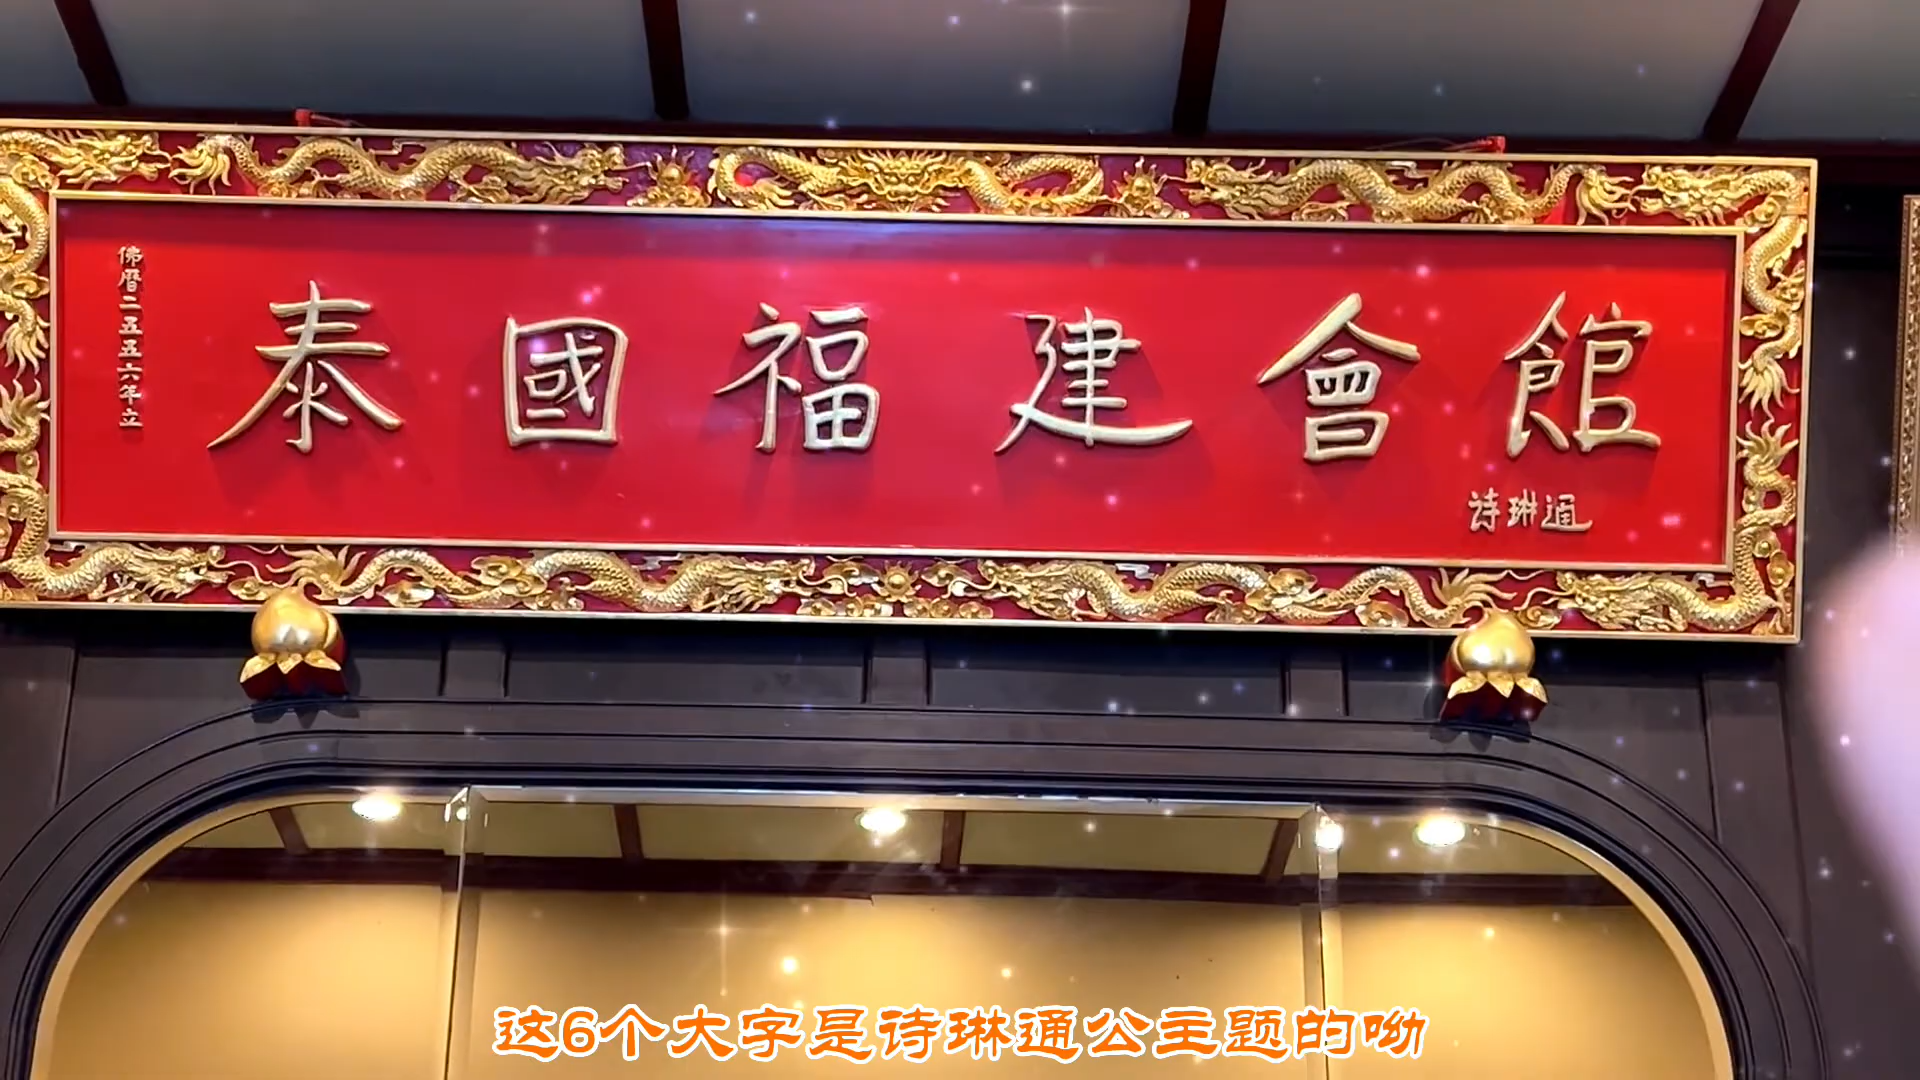 佛曆二五五六年立
泰國福建會館
诗琳通
这6个大字是诗琳通公主题的呦